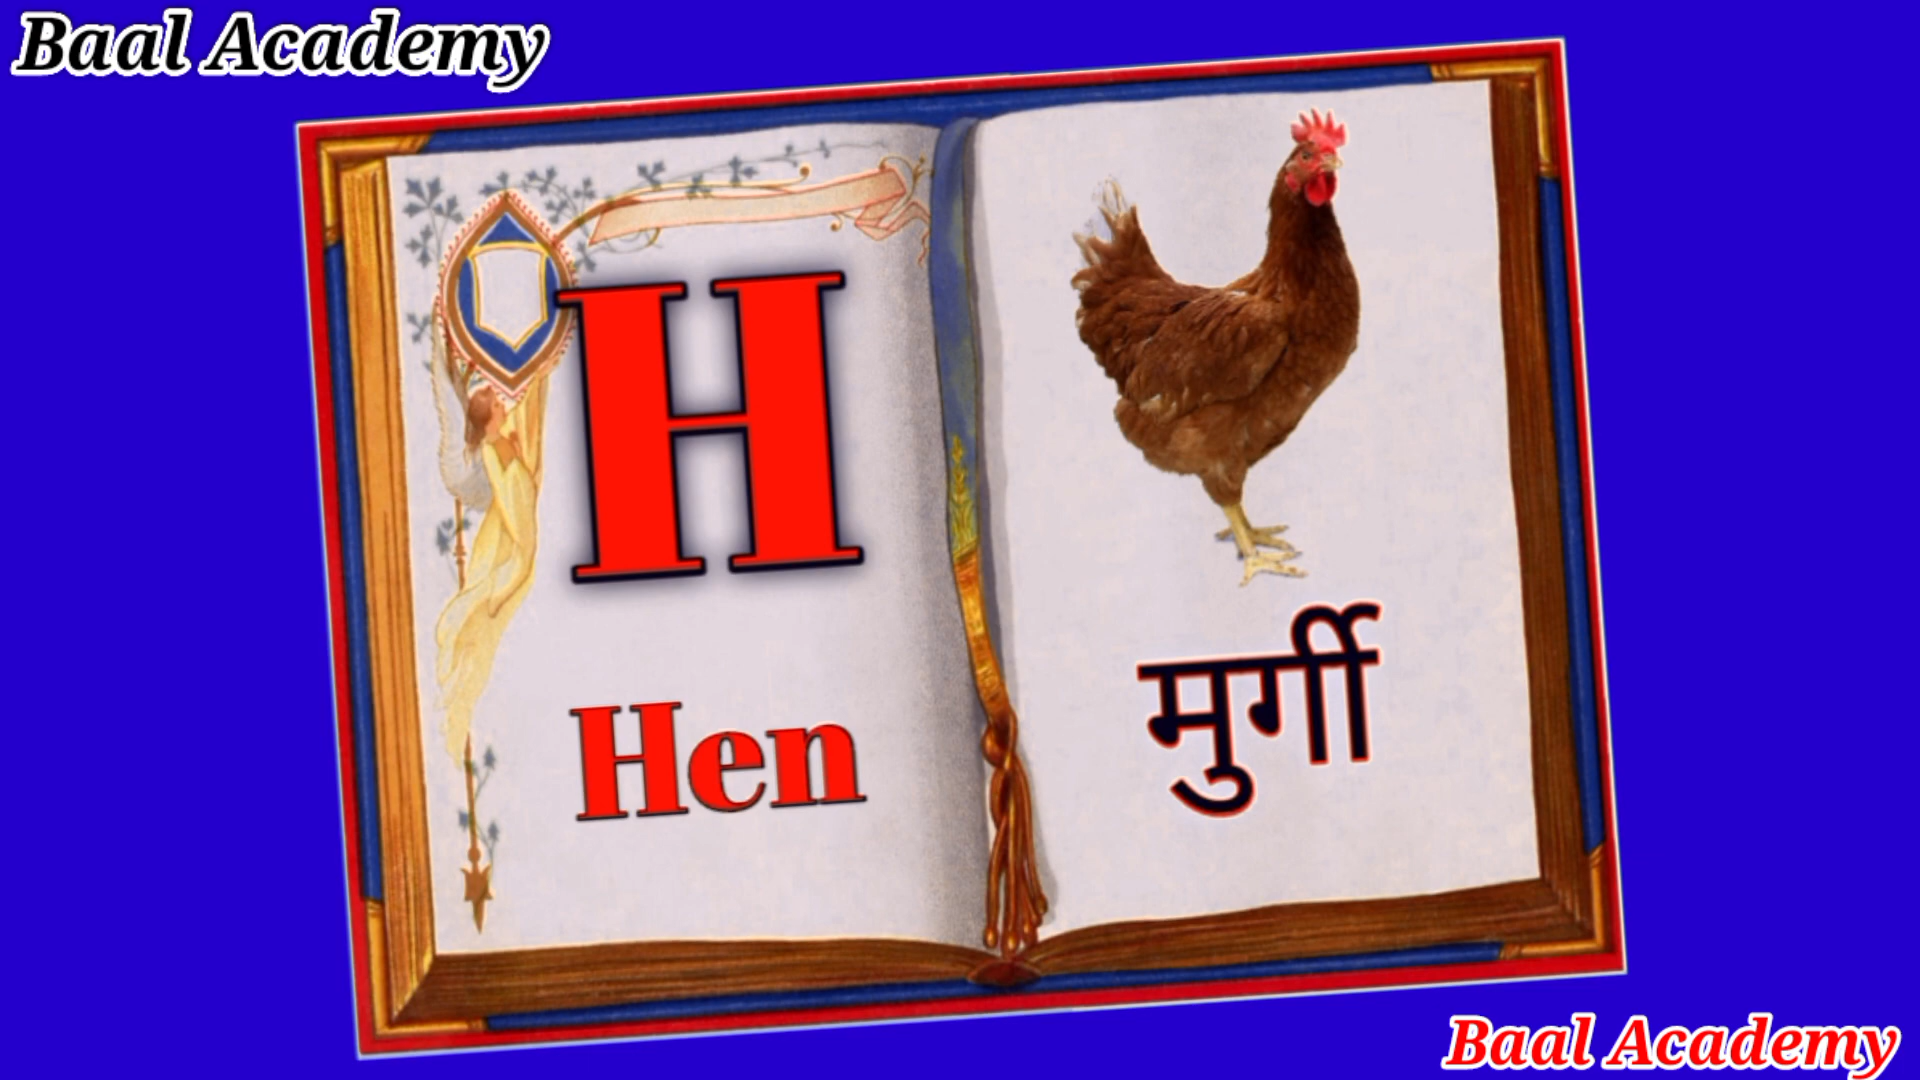 Baal Academy
H
Hen
मुर्गी
Baal Academy